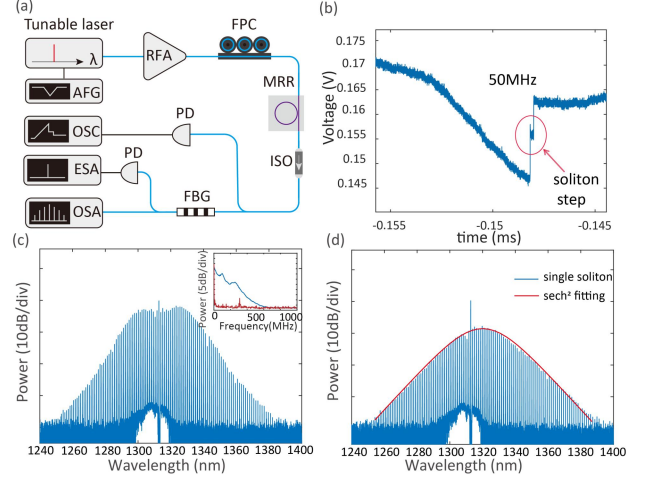 (a)
Tunable laser
λ
AFG
OSC
ESA
OSA
RFA
FPC
MRR
PD
PD
ISO
FBG
(b)
Voltage (V)
0.175
0.17
0.165
0.16
0.155
0.15
0.145
50MHz
soliton
step
-0.155
-0.15
-0.145
time (ms)
(c)
Power (10dB/div)
Power (5dB/div)
0
500
1000
Frequency(MHz)
1240
1260
1280
1300
1320
1340
1360
1380
1400
Wavelength (nm)
(d)
Power (10dB/div)
single soliton
sech² fitting
1240
1260
1280
1300
1320
1340
1360
1380
1400
Wavelength (nm)